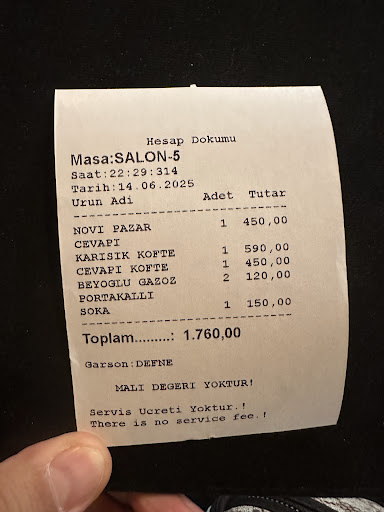 Hesap Dokumu
Masa:SALON-5
Saat:22:29:314
Tarih:14.06.2025
Urun Adi Adet Tutar
--------------------------------
NOVI PAZAR 1 450,00
CEVAPI
KARISIK KOFTE 1 590,00
CEVAPI KOFTE 1 450,00
BEYOGLU GAZOZ 2 120,00
PORTAKALLI
SOKA 1 150,00
--------------------------------
Toplam.........: 1.760,00
Garson:DEFNE
MALI DEGERI YOKTUR!
Servis Ucreti Yoktur.!
There is no service fee.!